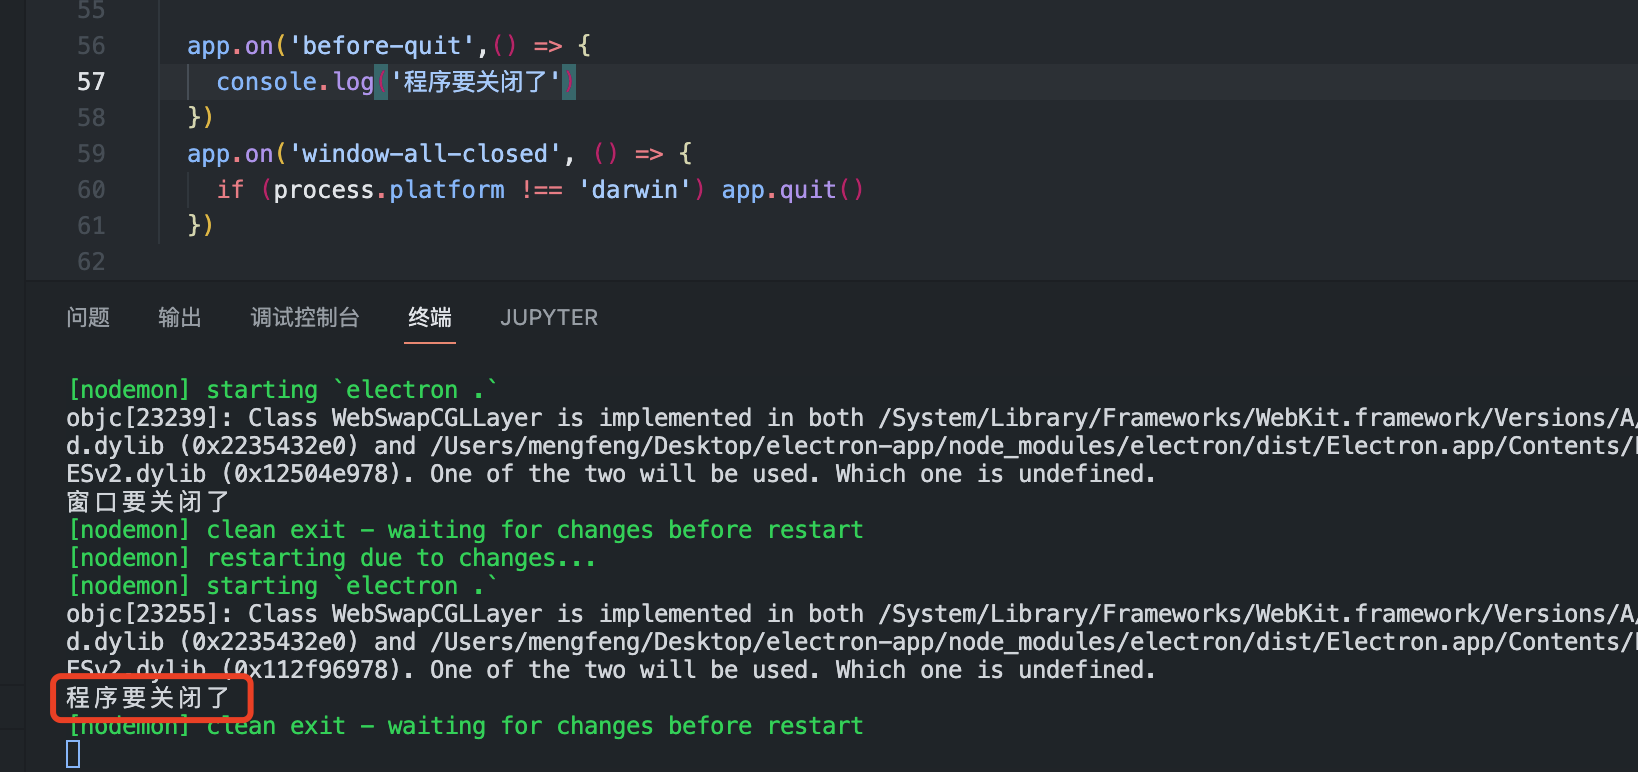 55
56 app.on('before-quit',() => {
57 console.log('程序要关闭了')
58 })
59 app.on('window-all-closed', () => {
60 if (process.platform !== 'darwin') app.quit()
61 })
62
问题 输出 调试控制台 终端 JUPYTER
[nodemon] starting `electron .`
objc[23239]: Class WebSwapCGLLayer is implemented in both /System/Library/Frameworks/WebKit.framework/Versions/A/
d.dylib (0x2235432e0) and /Users/mengfeng/Desktop/electron-app/node_modules/electron/dist/Electron.app/Contents/
ESv2.dylib (0x12504e978). One of the two will be used. Which one is undefined.
窗口要关闭了
[nodemon] clean exit - waiting for changes before restart
[nodemon] restarting due to changes...
[nodemon] starting `electron .`
objc[23255]: Class WebSwapCGLLayer is implemented in both /System/Library/Frameworks/WebKit.framework/Versions/A/
d.dylib (0x2235432e0) and /Users/mengfeng/Desktop/electron-app/node_modules/electron/dist/Electron.app/Contents/
ESv2.dylib (0x112f96978). One of the two will be used. Which one is undefined.
程序要关闭了
[nodemon] clean exit - waiting for changes before restart